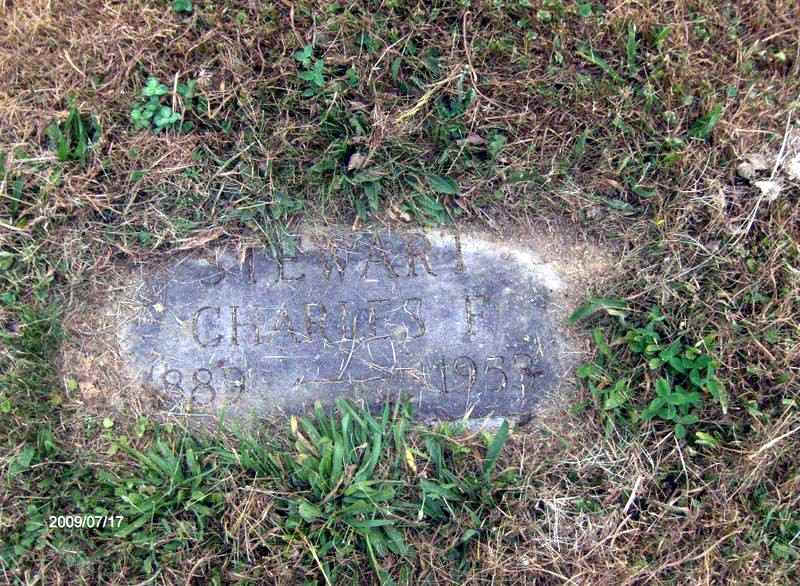 STEWART
CHARLES F
1889 — 1953
2009/07/17